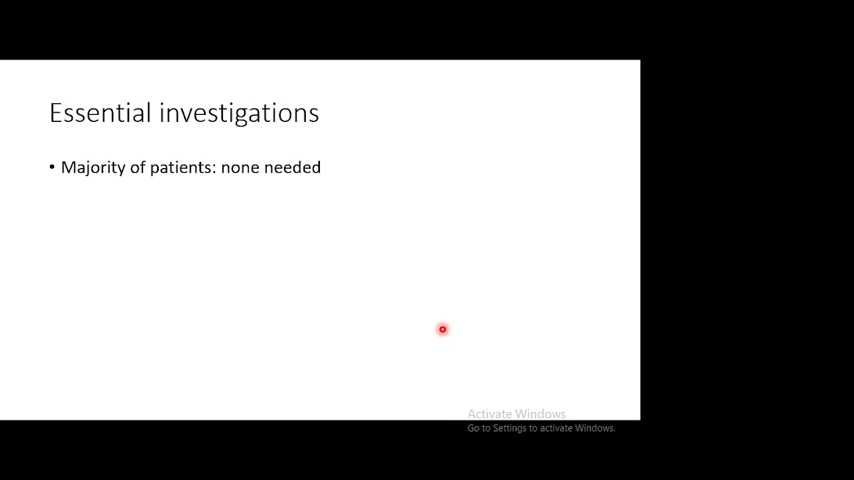 Essential investigations
• Majority of patients: none needed
Activate Windows
Go to Settings to activate Windows.